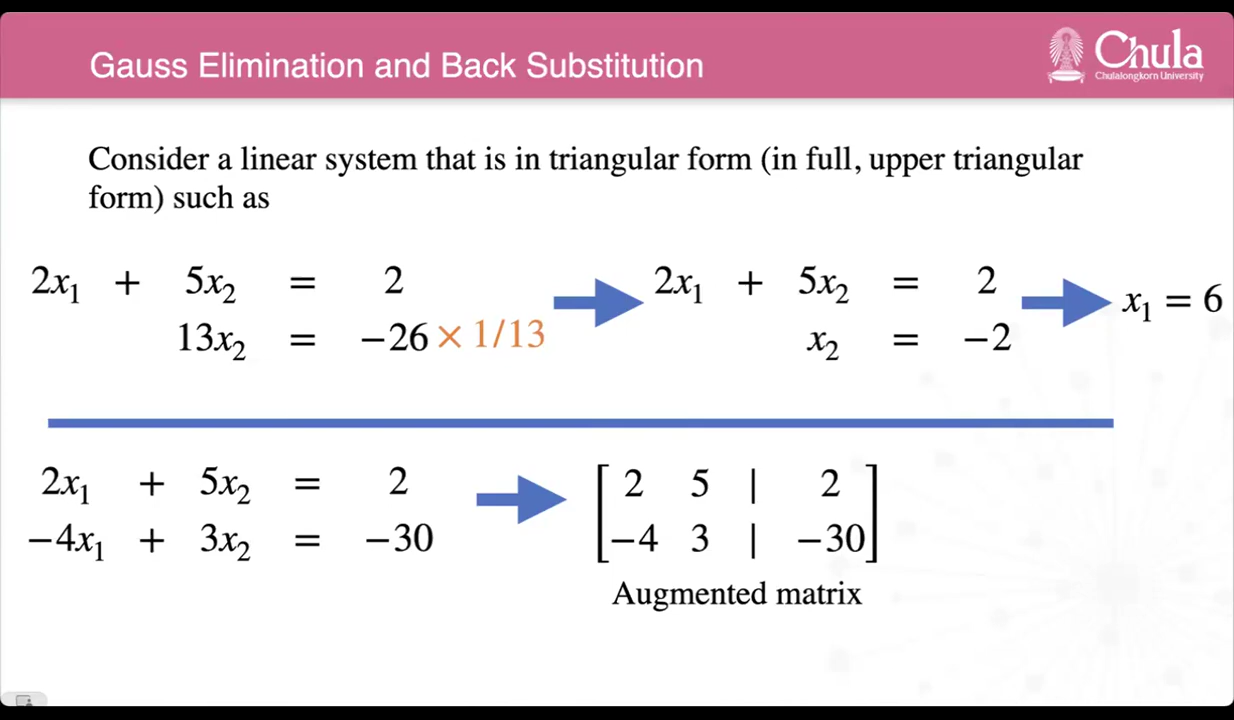 Gauss Elimination and Back Substitution
Chula
Chulalongkorn University
Consider a linear system that is in triangular form (in full, upper triangular
form) such as
2x₁ + 5x₂ = 2
13x₂ = −26 × 1/13
2x₁ + 5x₂ = 2
x₂ = −2
x₁ = 6
2x₁ + 5x₂ = 2
−4x₁ + 3x₂ = −30
[2 5 | 2
−4 3 | −30]
Augmented matrix